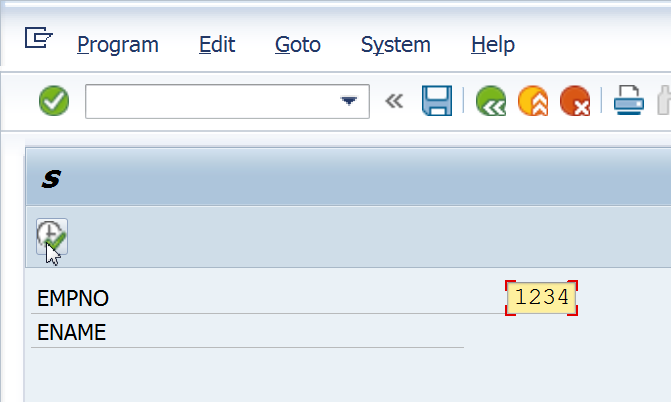 Program Edit Goto System Help
S
EMPNO 1234
ENAME